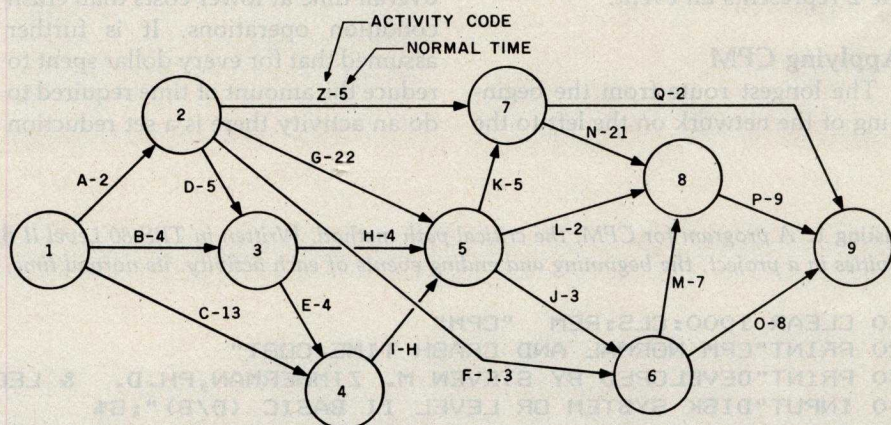 ACTIVITY CODE
NORMAL TIME
2
Z-5
7
Q-2
N-21
G-22
A-2
D-5
K-5
8
P-9
1
B-4
3
H-4
5
L-2
9
M-7
C-13
E-4
J-3
O-8
I-H
F-1.3
4
6